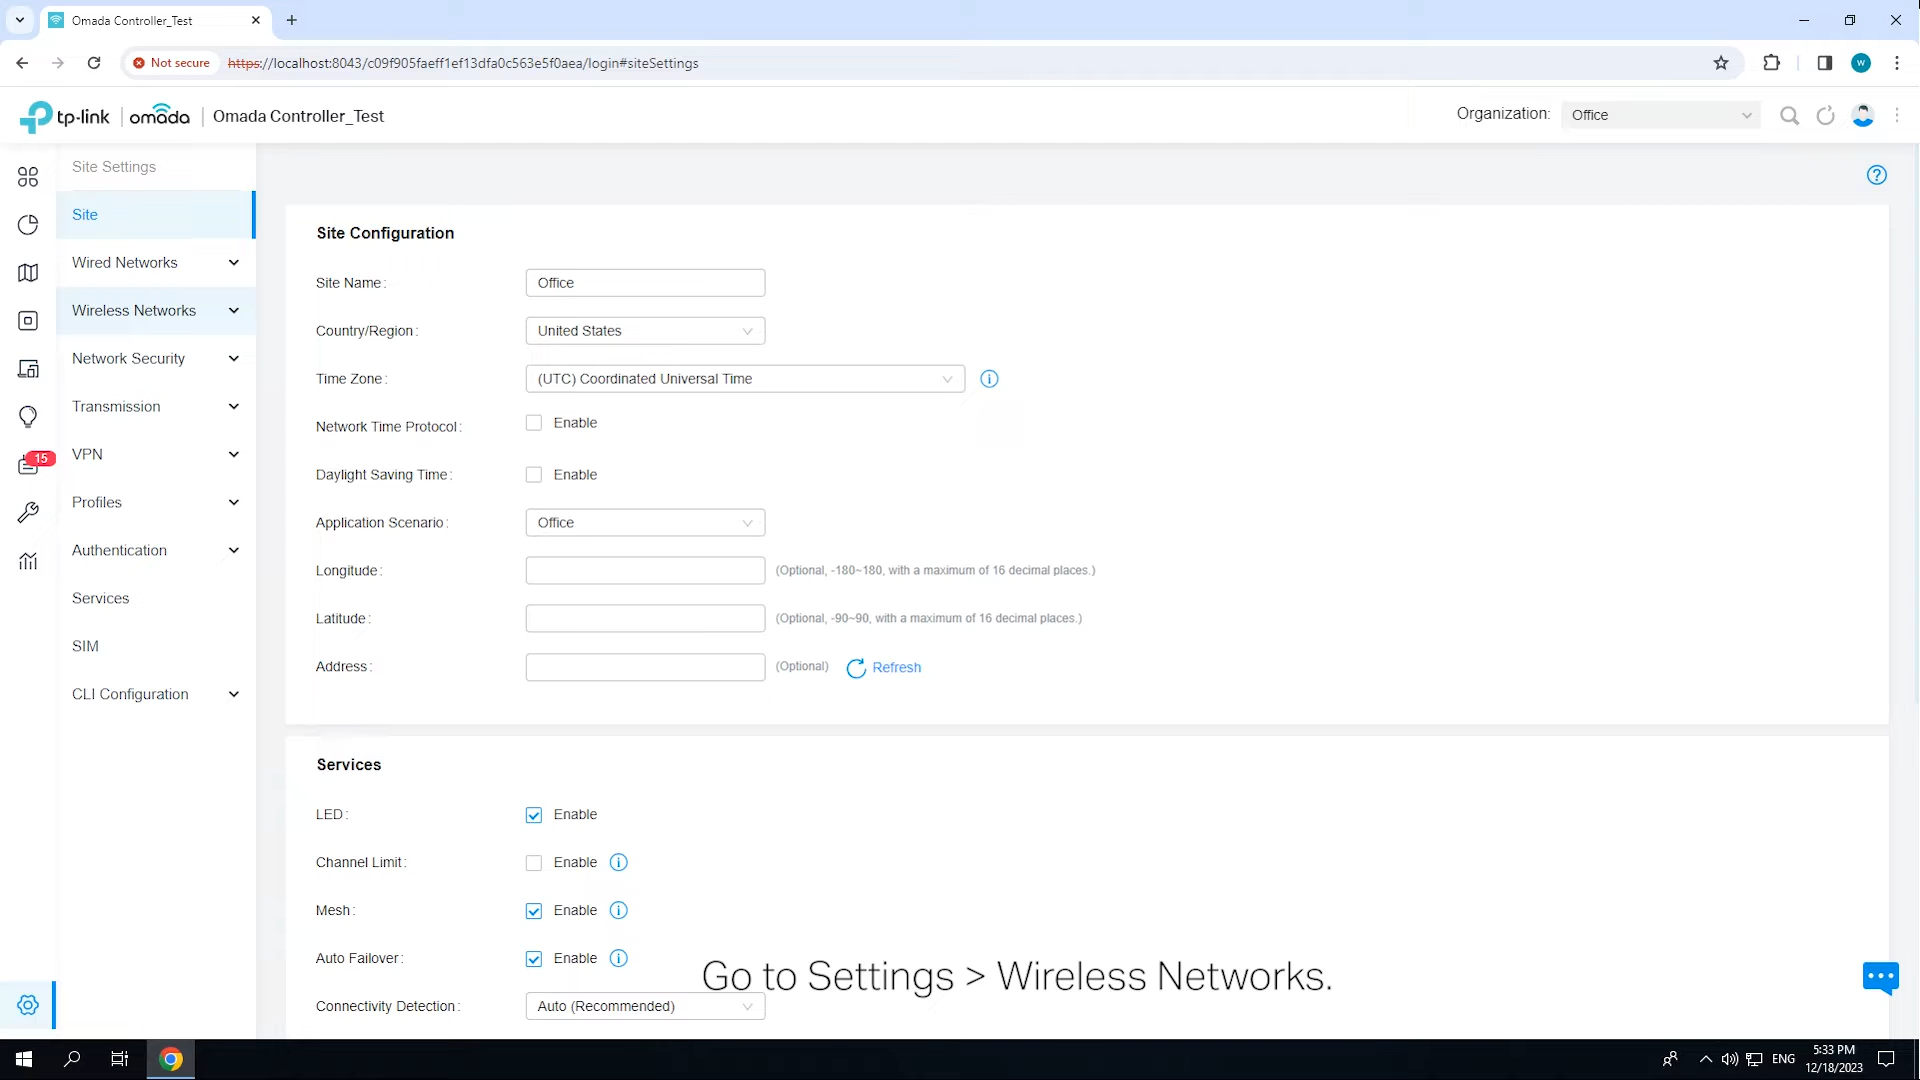 Omada Controller_Test
Not secure
https://localhost:8043/c09f905faeff1ef13dfa0c563e5f0aea/login#siteSettings
W
tp-link | omada | Omada Controller_Test
Organization: Office
Site Settings
Site
Wired Networks
Wireless Networks
Network Security
Transmission
VPN
Profiles
Authentication
Services
SIM
CLI Configuration
15
Site Configuration
Site Name: Office
Country/Region: United States
Time Zone: (UTC) Coordinated Universal Time
Network Time Protocol: Enable
Daylight Saving Time: Enable
Application Scenario: Office
Longitude: (Optional, -180~180, with a maximum of 16 decimal places.)
Latitude: (Optional, -90~90, with a maximum of 16 decimal places.)
Address: (Optional) Refresh
Services
LED: Enable
Channel Limit: Enable
Mesh: Enable
Auto Failover: Enable
Connectivity Detection: Auto (Recommended)
Go to Settings > Wireless Networks.
ENG
5:33 PM
12/18/2023